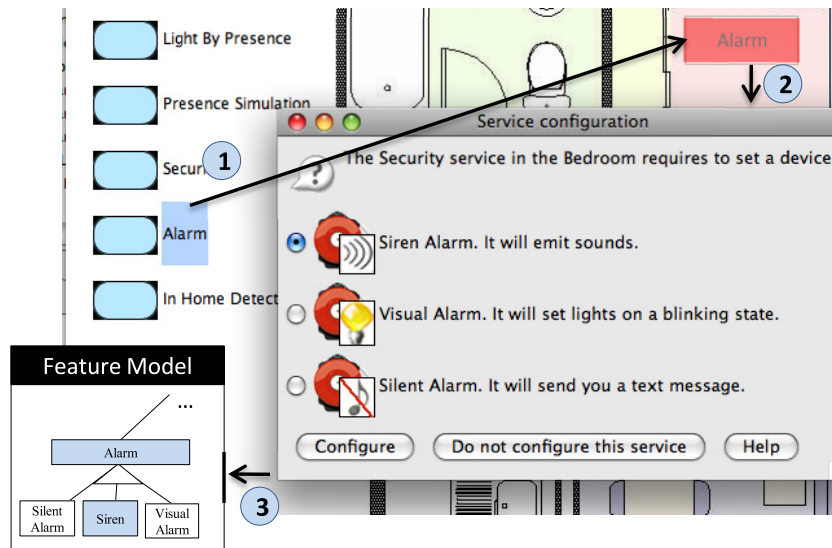 Light By Presence
Presence Simulation
Securi
1
Alarm
In Home Detect
Alarm
2
Service configuration
The Security service in the Bedroom requires to set a device
Siren Alarm. It will emit sounds.
Visual Alarm. It will set lights on a blinking state.
Silent Alarm. It will send you a text message.
Configure
Do not configure this service
Help
Feature Model
...
Alarm
Silent
Alarm
Siren
Visual
Alarm
3